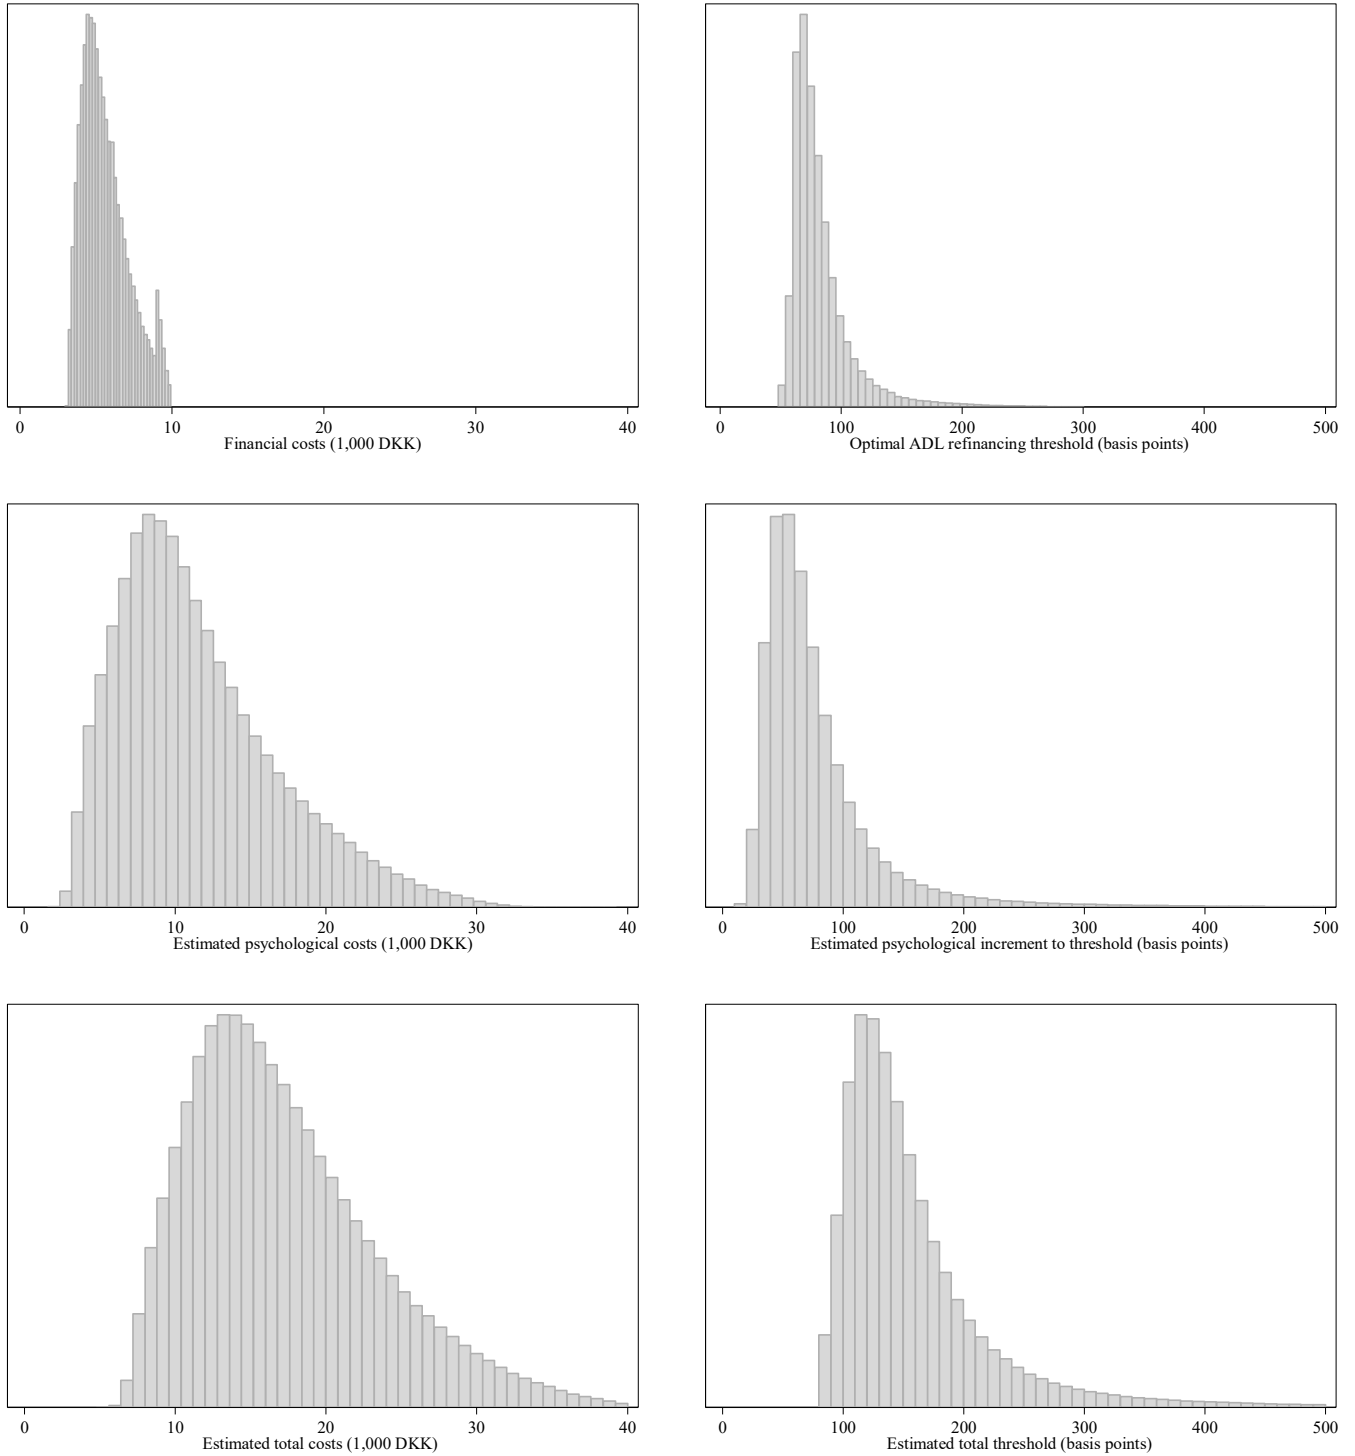 0 10 20 30 40
Financial costs (1,000 DKK)
0 100 200 300 400 500
Optimal ADL refinancing threshold (basis points)
0 10 20 30 40
Estimated psychological costs (1,000 DKK)
0 100 200 300 400 500
Estimated psychological increment to threshold (basis points)
0 10 20 30 40
Estimated total costs (1,000 DKK)
0 100 200 300 400 500
Estimated total threshold (basis points)